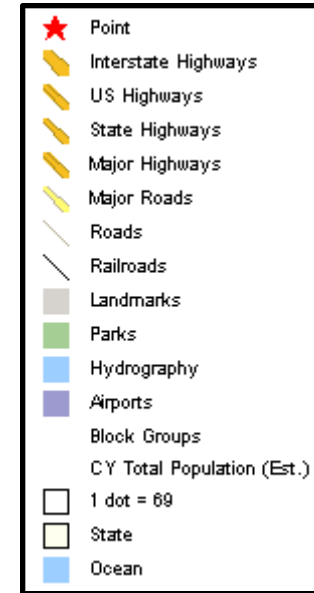 Point
Interstate Highways
US Highways
State Highways
Major Highways
Major Roads
Roads
Railroads
Landmarks
Parks
Hydrography
Airports
Block Groups
CY Total Population (Est.)
1 dot = 69
State
Ocean